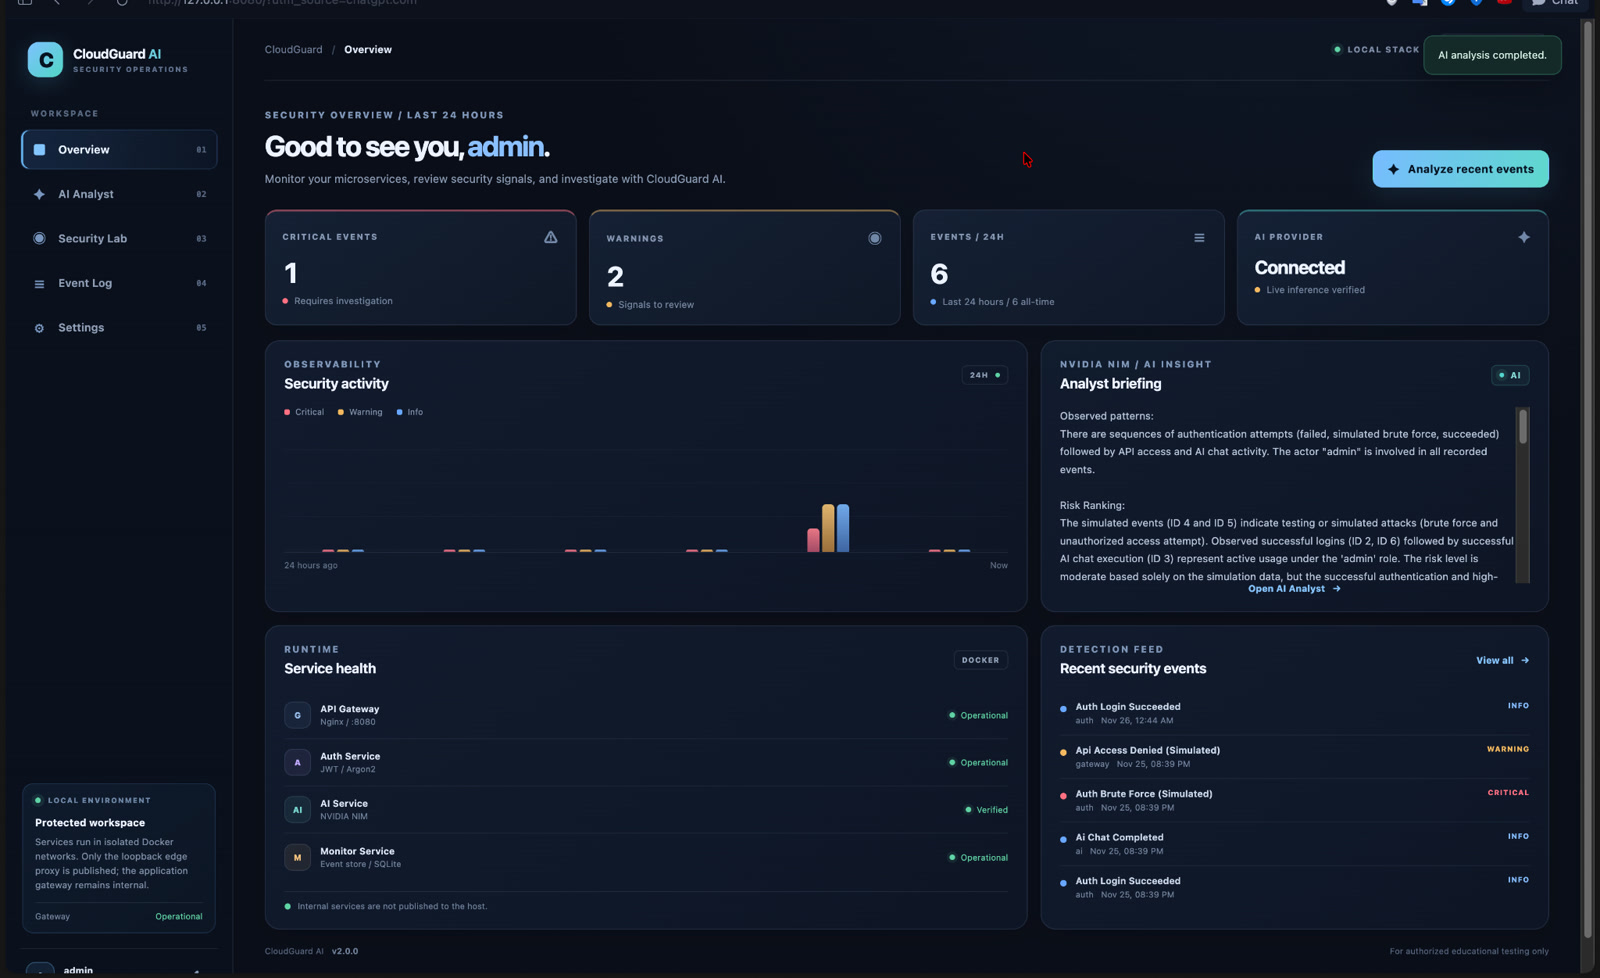 http://127.0.0.1:8080/?utm_source=chatgpt.com
Chat
C
CloudGuard AI
SECURITY OPERATIONS
WORKSPACE
Overview 01
AI Analyst 02
Security Lab 03
Event Log 04
Settings 05
LOCAL ENVIRONMENT
Protected workspace
Services run in isolated Docker
networks. Only the loopback edge
proxy is published; the application
gateway remains internal.
Gateway Operational
admin
CloudGuard / Overview
LOCAL STACK
AI analysis completed.
SECURITY OVERVIEW / LAST 24 HOURS
Good to see you, admin.
Monitor your microservices, review security signals, and investigate with CloudGuard AI.
Analyze recent events
CRITICAL EVENTS
1
Requires investigation
WARNINGS
2
Signals to review
EVENTS / 24H
6
Last 24 hours / 6 all-time
AI PROVIDER
Connected
Live inference verified
OBSERVABILITY
Security activity
24H
Critical Warning Info
24 hours ago Now
NVIDIA NIM / AI INSIGHT
Analyst briefing
AI
Observed patterns:
There are sequences of authentication attempts (failed, simulated brute force, succeeded)
followed by API access and AI chat activity. The actor "admin" is involved in all recorded
events.
Risk Ranking:
The simulated events (ID 4 and ID 5) indicate testing or simulated attacks (brute force and
unauthorized access attempt). Observed successful logins (ID 2, ID 6) followed by successful
AI chat execution (ID 3) represent active usage under the 'admin' role. The risk level is
moderate based solely on the simulation data, but the successful authentication and high-
Open AI Analyst →
RUNTIME
Service health
DOCKER
G
API Gateway
Nginx / :8080
Operational
A
Auth Service
JWT / Argon2
Operational
AI
AI Service
NVIDIA NIM
Verified
M
Monitor Service
Event store / SQLite
Operational
Internal services are not published to the host.
DETECTION FEED
Recent security events
View all →
Auth Login Succeeded INFO
auth Nov 26, 12:44 AM
Api Access Denied (Simulated) WARNING
gateway Nov 25, 08:39 PM
Auth Brute Force (Simulated) CRITICAL
auth Nov 25, 08:39 PM
Ai Chat Completed INFO
ai Nov 25, 08:39 PM
Auth Login Succeeded INFO
auth Nov 25, 08:39 PM
CloudGuard AI v2.0.0
For authorized educational testing only